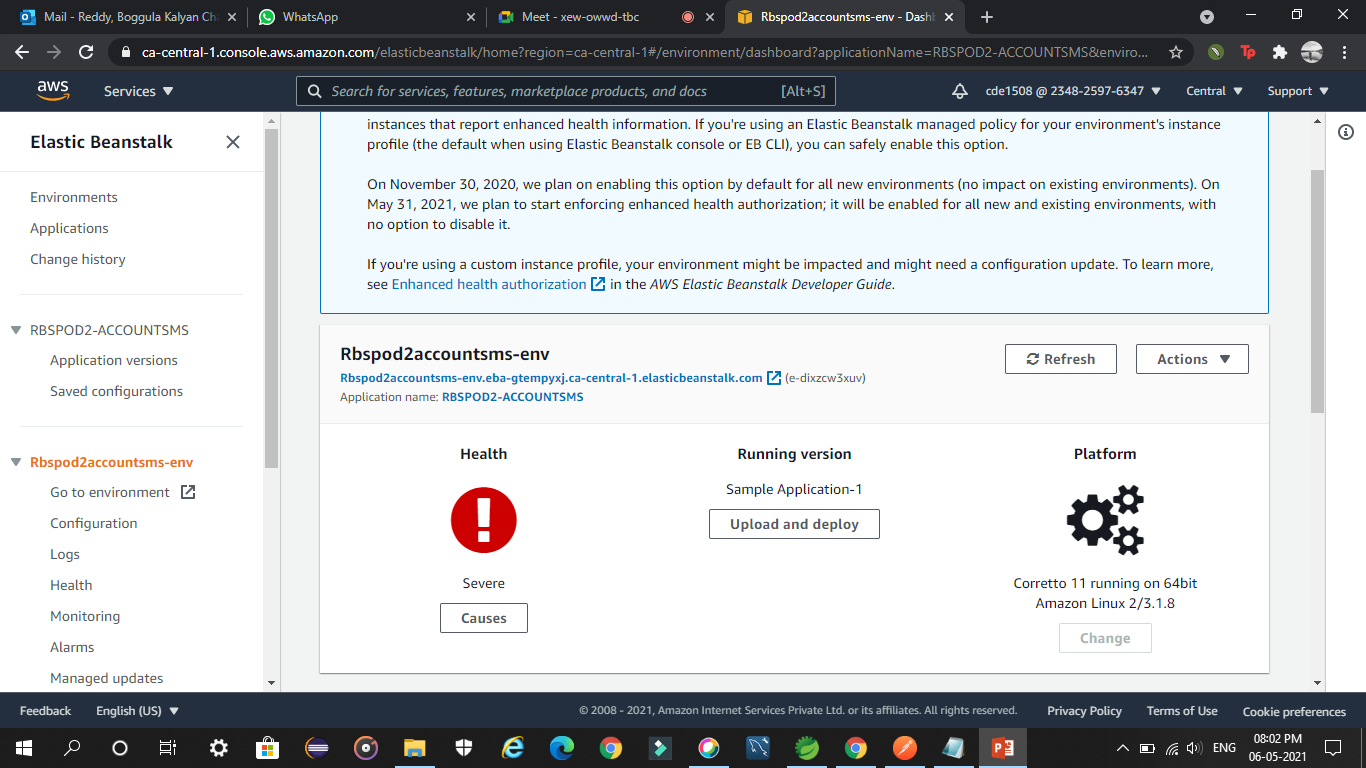 Mail - Reddy, Boggula Kalyan Cha
WhatsApp
Meet - xew-owwd-tbc
Rbspod2accountsms-env - Dashb
ca-central-1.console.aws.amazon.com/elasticbeanstalk/home?region=ca-central-1#/environment/dashboard?applicationName=RBSPOD2-ACCOUNTSMS&enviro...
Tp
aws
Services
Search for services, features, marketplace products, and docs
[Alt+S]
cde1508 @ 2348-2597-6347
Central
Support
Elastic Beanstalk
Environments
Applications
Change history
RBSPOD2-ACCOUNTSMS
Application versions
Saved configurations
Rbspod2accountsms-env
Go to environment
Configuration
Logs
Health
Monitoring
Alarms
Managed updates
instances that report enhanced health information. If you're using an Elastic Beanstalk managed policy for your environment's instance
profile (the default when using Elastic Beanstalk console or EB CLI), you can safely enable this option.
On November 30, 2020, we plan on enabling this option by default for all new environments (no impact on existing environments). On
May 31, 2021, we plan to start enforcing enhanced health authorization; it will be enabled for all new and existing environments, with
no option to disable it.
If you're using a custom instance profile, your environment might be impacted and might need a configuration update. To learn more,
see Enhanced health authorization in the AWS Elastic Beanstalk Developer Guide.
Rbspod2accountsms-env
Refresh
Actions
Rbspod2accountsms-env.eba-gtempyxj.ca-central-1.elasticbeanstalk.com (e-dixzcw3xuv)
Application name: RBSPOD2-ACCOUNTSMS
Health
Severe
Causes
Running version
Sample Application-1
Upload and deploy
Platform
Corretto 11 running on 64bit
Amazon Linux 2/3.1.8
Change
Feedback
English (US)
© 2008 - 2021, Amazon Internet Services Private Ltd. or its affiliates. All rights reserved.
Privacy Policy
Terms of Use
Cookie preferences
ENG
08:02 PM
06-05-2021